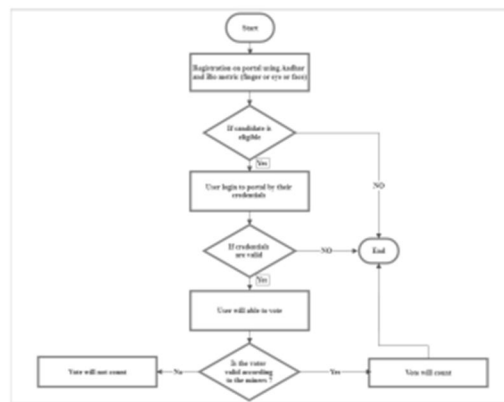 Start
Registration on portal using Aadhar
and Bio metric (finger or eye or face)
If candidate is
eligible
Yes
NO
User login to portal by their
credentials
If credentials
are valid
NO
End
Yes
User will able to vote
Is the voter
valid according
to the miners ?
No
Yes
Vote will not count
Vote will count